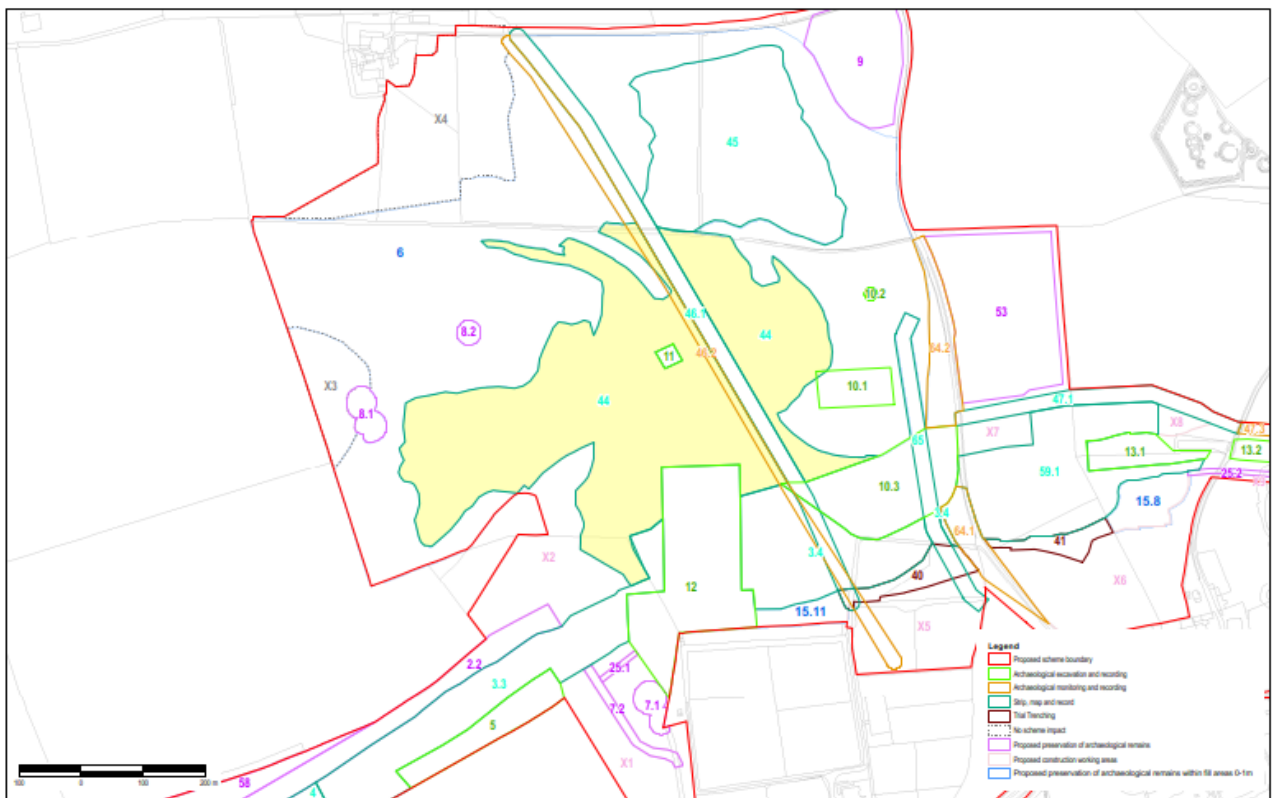 9
X4
45
6
10.2
53
46.1
44
8.2
46.2
64.2
11
X3
10.1
47.1
44
8.1
X8
47.3
X7
65
13.1
13.2
59.1
25.2
10.3
15.8
3.4
64.1
41
3.4
X2
40
X6
12
15.11
X5
Legend
2.2
25.1
Proposed scheme boundary
Archaeological excavation and recording
3.3
Archaeological monitoring and recording
7.2
7.1
Strip, map and record
5
Trial Trenching
No scheme impact
Proposed preservation of archaeological remains
X1
Proposed construction working areas
100 0 100 200 m
58
4
Proposed preservation of archaeological remains within fill areas 0-1m